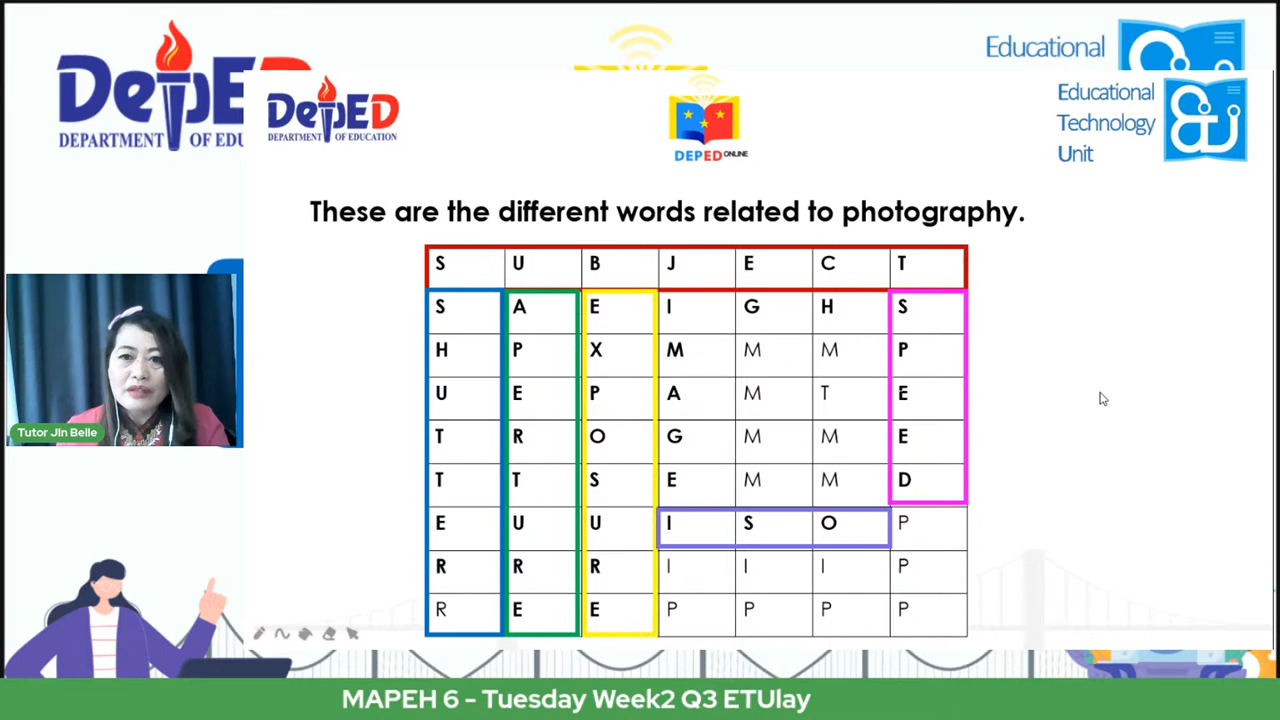 DepED
DEPARTMENT OF EDU
Educational
DepED
DEPARTMENT OF EDUCATION
DEPED ONLINE
Educational
Technology
Unit
These are the different words related to photography.
S U B J E C T
S A E I G H S
H P X M M M P
U E P A M T E
T R O G M M E
T T S E M M D
E U U I S O P
R R R I I I P
R E E P P P P
Tutor JIn Belle
MAPEH 6 - Tuesday Week2 Q3 ETUlay